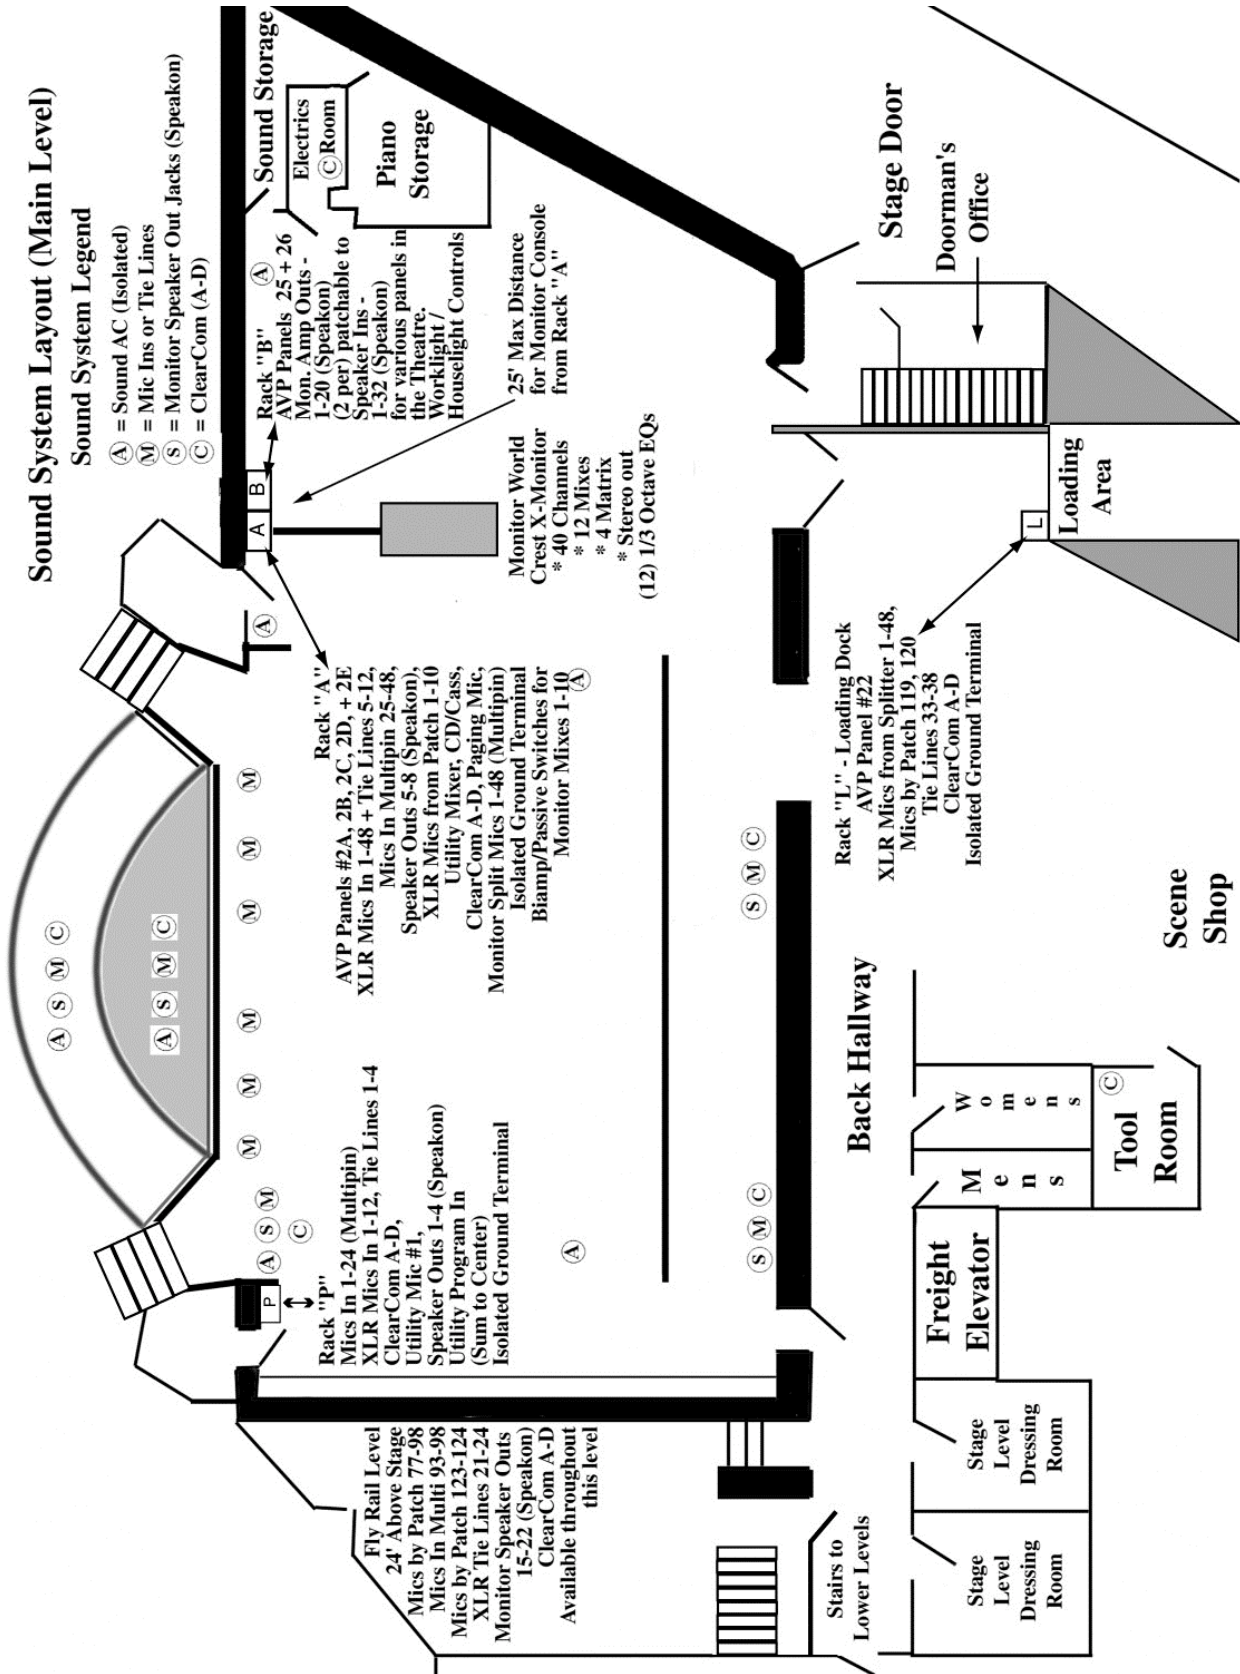 Sound System Layout (Main Level)
Sound System Legend
A = Sound AC (Isolated)
M = Mic Ins or Tie Lines
S = Monitor Speaker Out Jacks (Speakon)
C = ClearCom (A-D)
Sound Storage
Electrics
C Room
Piano
Storage
A
Rack "B"
AVP Panels 25 + 26
Mon. Amp Outs -
1-20 (Speakon)
(2 per) patchable to
Speaker Ins -
1-32 (Speakon)
for various panels in
the Theatre.
Worklight /
Houselight Controls
25' Max Distance
for Monitor Console
from Rack "A"
A
B
Monitor World
Crest X-Monitor
* 40 Channels
* 12 Mixes
* 4 Matrix
* Stereo out
(12) 1/3 Octave EQs
A
Rack "A"
AVP Panels #2A, 2B, 2C, 2D, + 2E
XLR Mics In 1-48 + Tie Lines 5-12,
Mics In Multipin 25-48,
Speaker Outs 5-8 (Speakon),
XLR Mics from Patch 1-10
Utility Mixer, CD/Cass,
ClearCom A-D, Paging Mic,
Monitor Split Mics 1-48 (Multipin)
Isolated Ground Terminal
Biamp/Passive Switches for
Monitor Mixes 1-10
A
A S M C
A S M C
M M M M M M
A S M
C
P
Rack "P"
Mics In 1-24 (Multipin)
XLR Mics In 1-12, Tie Lines 1-4
ClearCom A-D,
Utility Mic #1,
Speaker Outs 1-4 (Speakon)
Utility Program In
(Sum to Center)
Isolated Ground Terminal
A
S M C
S M C
Fly Rail Level
24' Above Stage
Mics by Patch 77-98
Mics In Multi 93-98
Mics by Patch 123-124
XLR Tie Lines 21-24
Monitor Speaker Outs
15-22 (Speakon)
ClearCom A-D
Available throughout
this level
Stairs to
Lower Levels
Back Hallway
Stage Door
Doorman's
Office
Loading
Area
L
Rack "L" - Loading Dock
AVP Panel #22
XLR Mics from Splitter 1-48,
Mics by Patch 119, 120
Tie Lines 33-38
ClearCom A-D
Isolated Ground Terminal
Scene
Shop
Womens
Mens
C
Tool
Room
Freight
Elevator
Stage
Level
Dressing
Room
Stage
Level
Dressing
Room